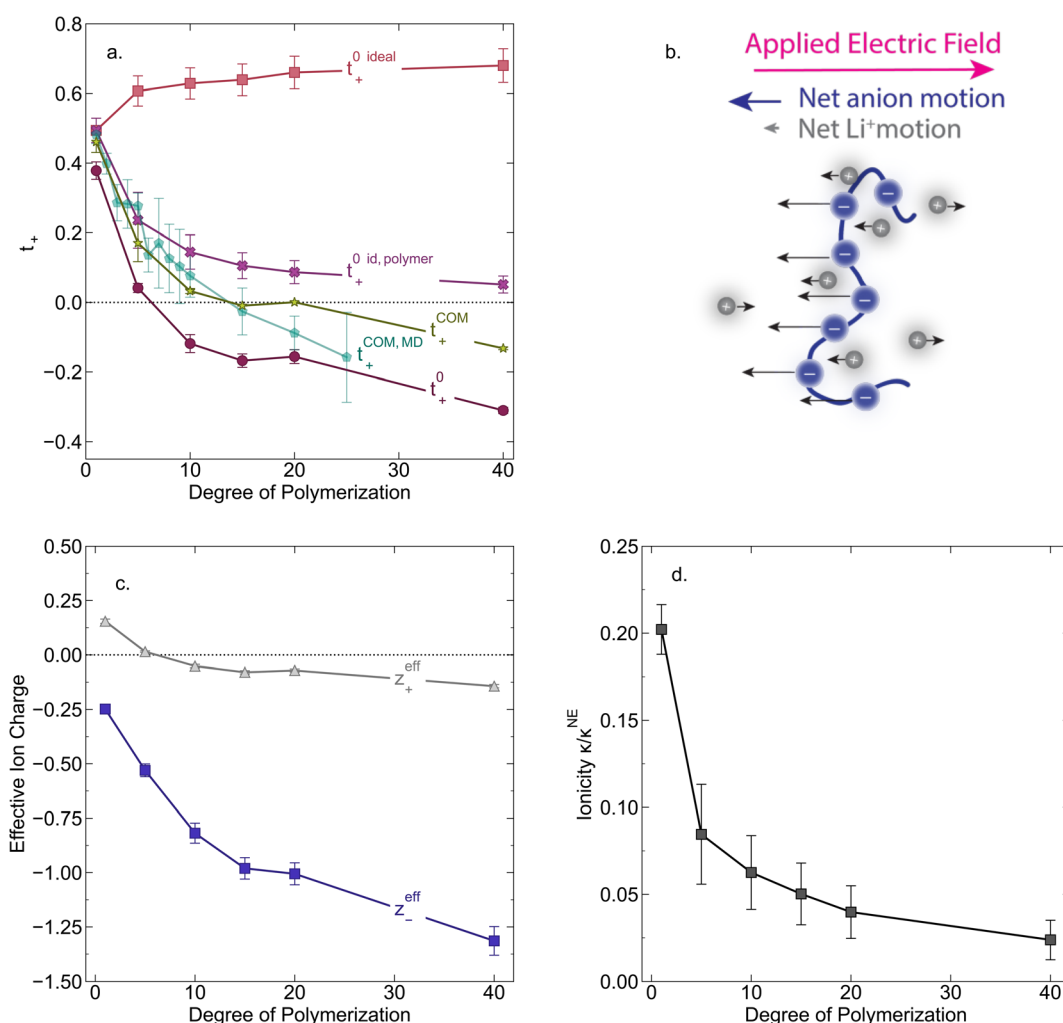 a.
0.8
0.6
0.4
0.2
0.0
−0.2
−0.4
t₊
t₊⁰ ideal
t₊⁰ id, polymer
t₊COM
t₊COM, MD
t₊⁰
0 10 20 30 40
Degree of Polymerization
b.
Applied Electric Field
Net anion motion
Net Li⁺motion
+
−
−
+
+
−
+
−
+
−
+
−
+
−
−
c.
0.50
0.25
0.00
−0.25
−0.50
−0.75
−1.00
−1.25
−1.50
Effective Ion Charge
z₊eff
z₋eff
0 10 20 30 40
Degree of Polymerization
d.
0.25
0.20
0.15
0.10
0.05
0.00
Ionicity κ/κᴺᴱ
0 10 20 30 40
Degree of Polymerization